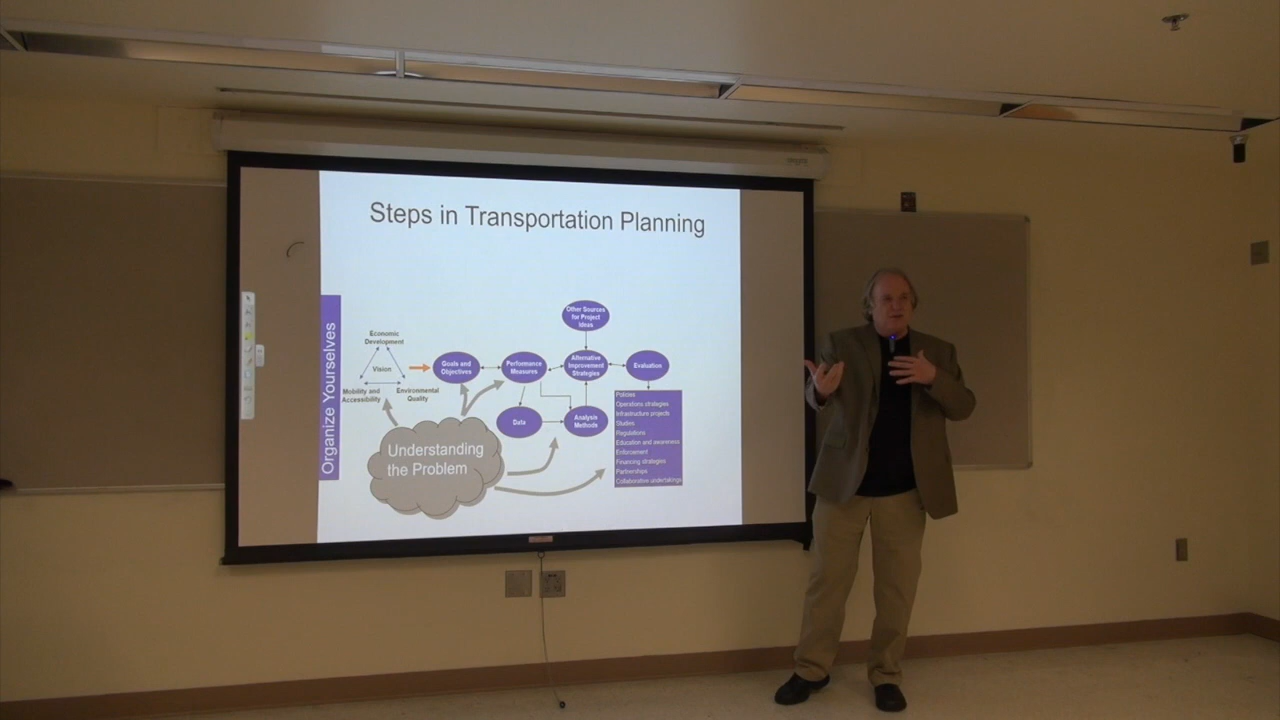 Steps in Transportation Planning
Organize Yourselves
Economic
Development
Vision
Mobility and
Accessibility
Environmental
Quality
Goals and
Objectives
Performance
Measures
Other Sources
for Project
Ideas
Alternative
Improvement
Strategies
Evaluation
Data
Analysis
Methods
Understanding
the Problem
Policies
Operations strategies
Infrastructure projects
Studies
Regulations
Education and awareness
Enforcement
Financing strategies
Partnerships
Collaborative undertakings